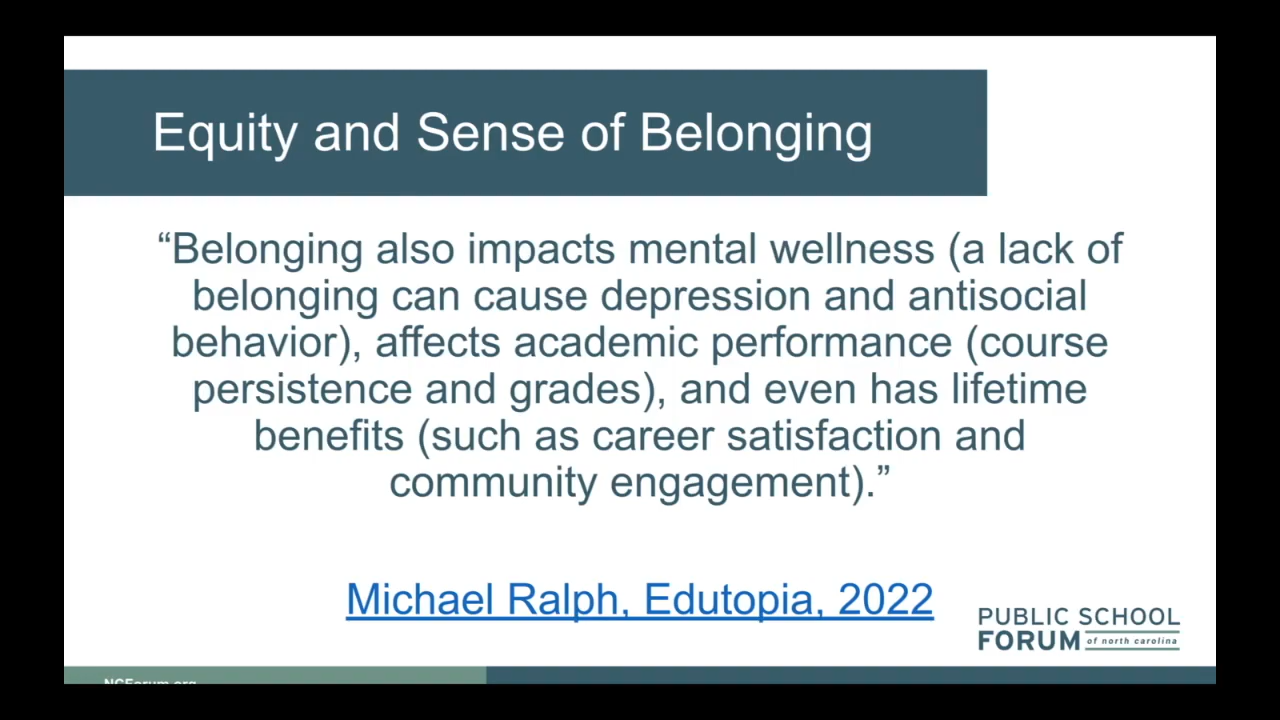 Equity and Sense of Belonging
“Belonging also impacts mental wellness (a lack of
belonging can cause depression and antisocial
behavior), affects academic performance (course
persistence and grades), and even has lifetime
benefits (such as career satisfaction and
community engagement).”
Michael Ralph, Edutopia, 2022
PUBLIC SCHOOL
FORUM of north carolina
NCForum.org